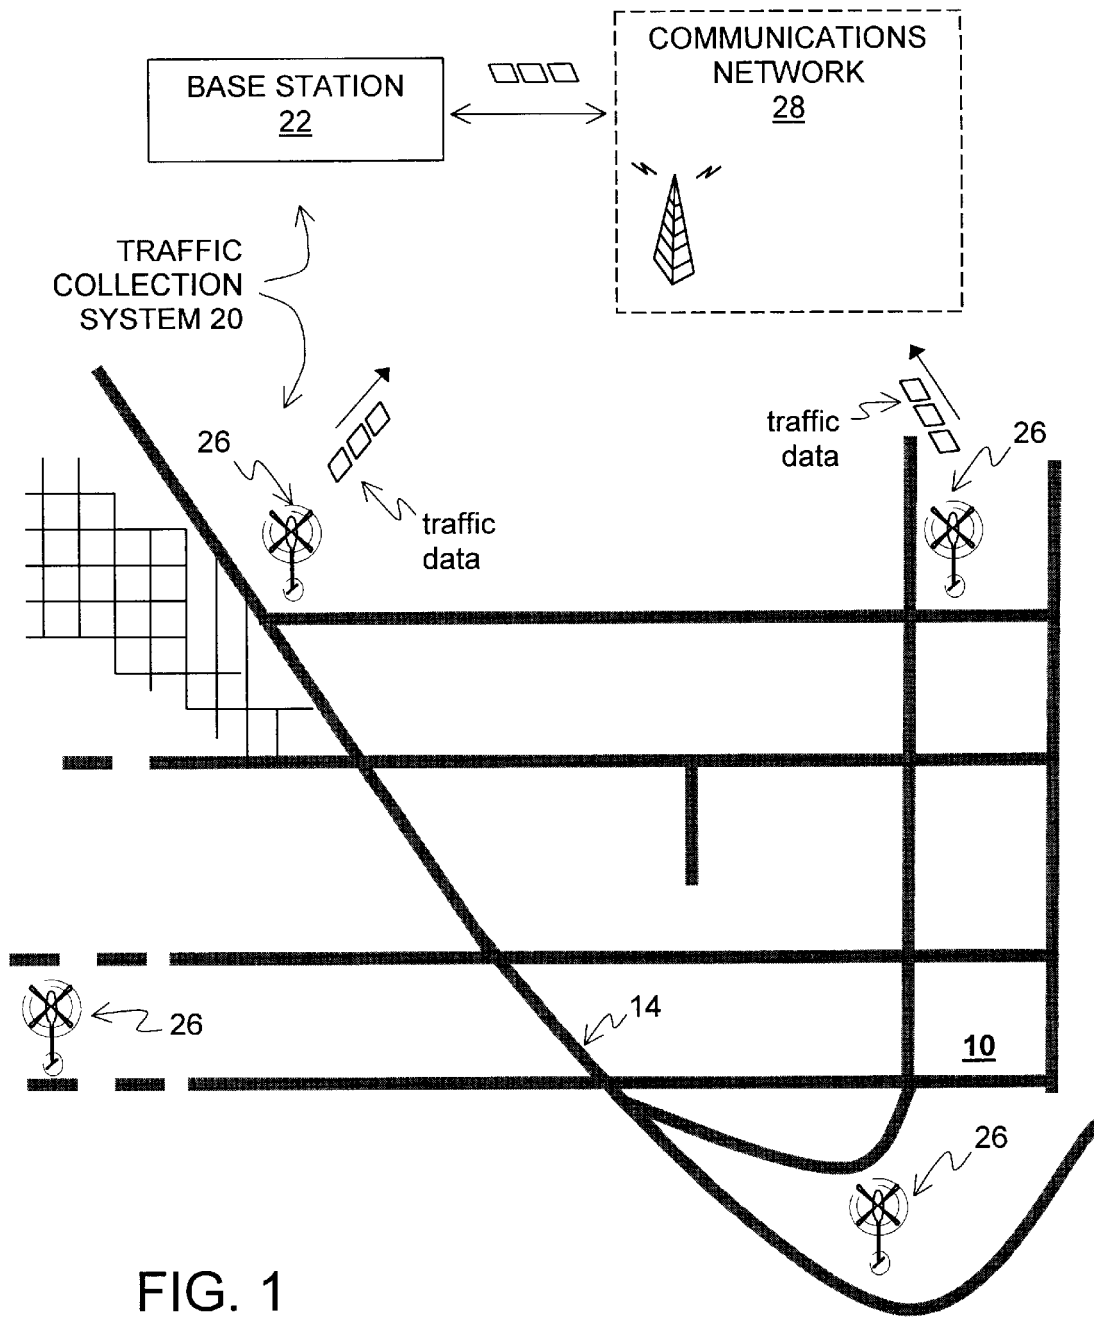 BASE STATION
22
COMMUNICATIONS
NETWORK
28
TRAFFIC
COLLECTION
SYSTEM 20
26
traffic
data
traffic
data
26
26
14
10
26
FIG. 1